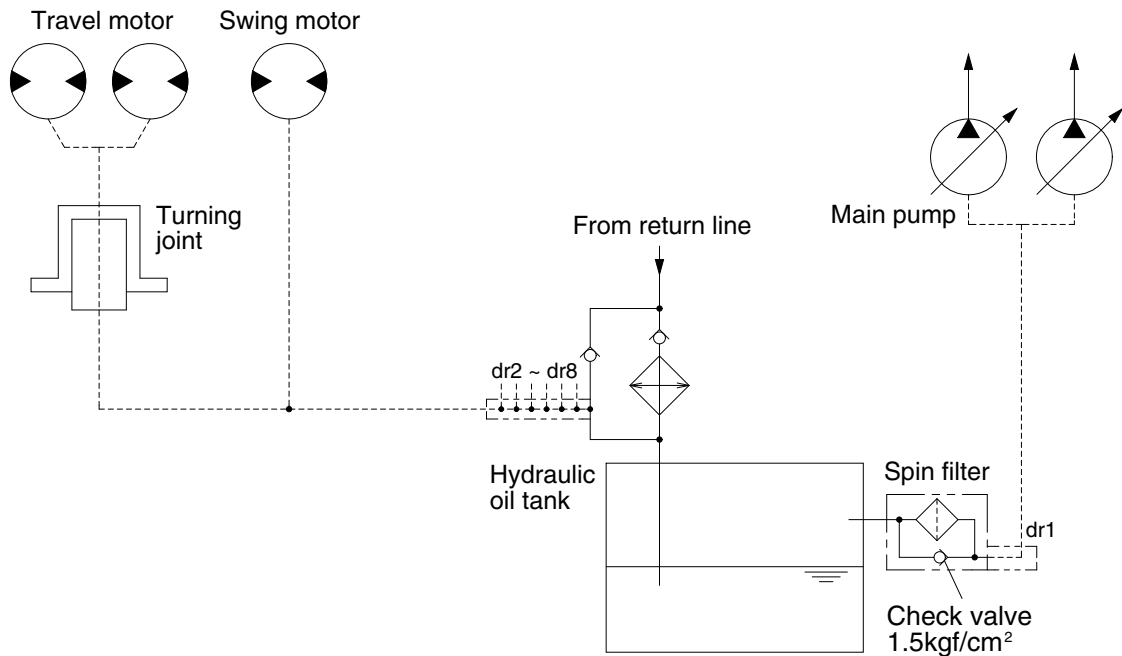 Travel motor
Swing motor
Turning
joint
From return line
Main pump
dr2 ~ dr8
Hydraulic
oil tank
Spin filter
dr1
Check valve
1.5kgf/cm²